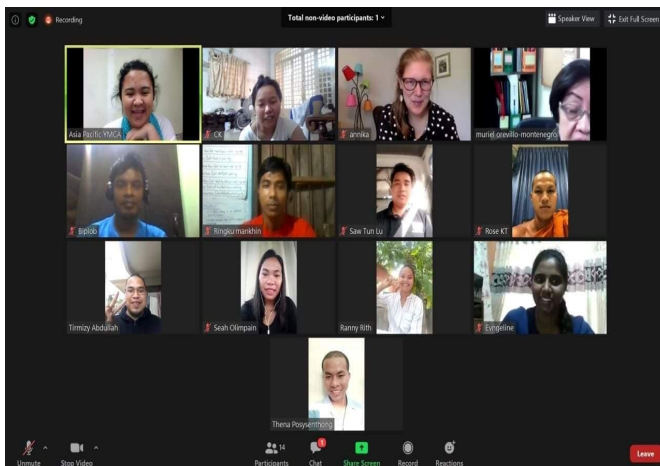 Recording
Total non-video participants: 1
Speaker View
Exit Full Screen
Asia Pacific YMCA
CK
annika
muriel orevillo-montenegro
Biplob
Ringku mankhin
Saw Tun Lu
Rose KT
Tirmizy Abdullah
Seah Olimpain
Ranny Rith
Evngeline
Thena Posysenthong
Unmute
Stop Video
14
Participants
1
Chat
Share Screen
Record
Reactions
Leave